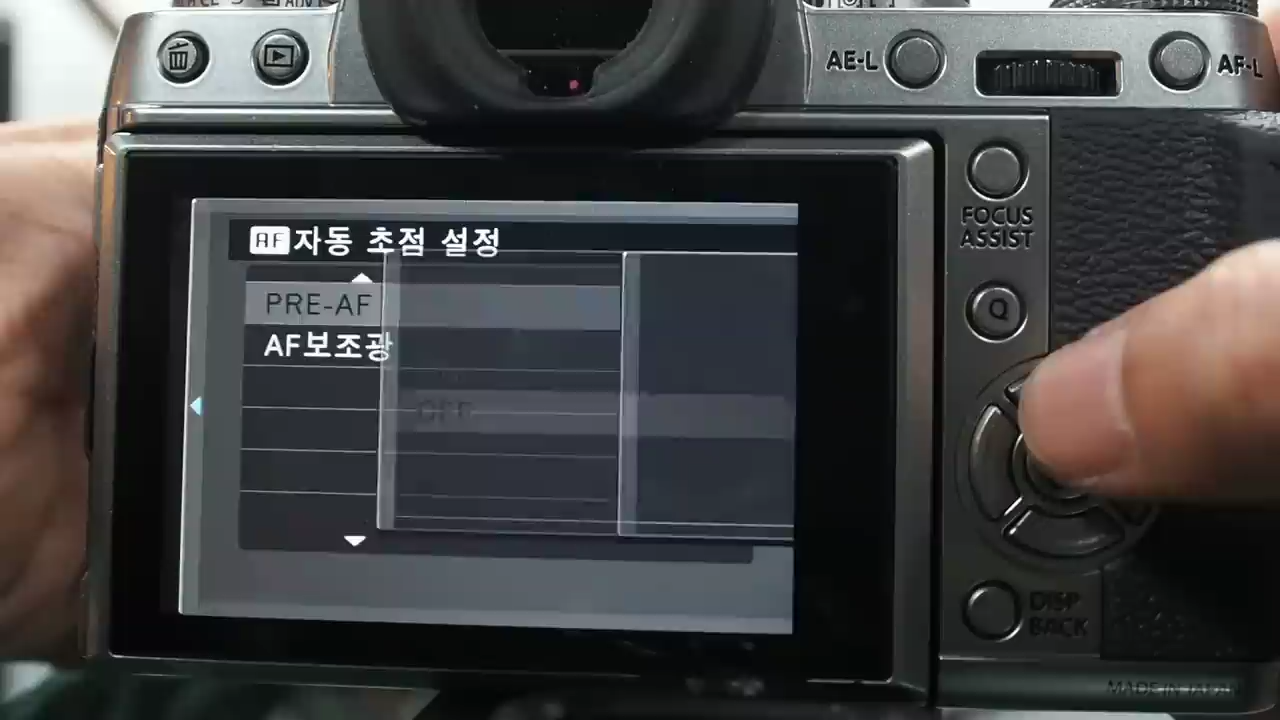 AE-L
AF-L
FOCUS
ASSIST
Q
AF 자동 초점 설정
PRE-AF
AF보조광
OFF
DISP
BACK
MADE IN JAPAN